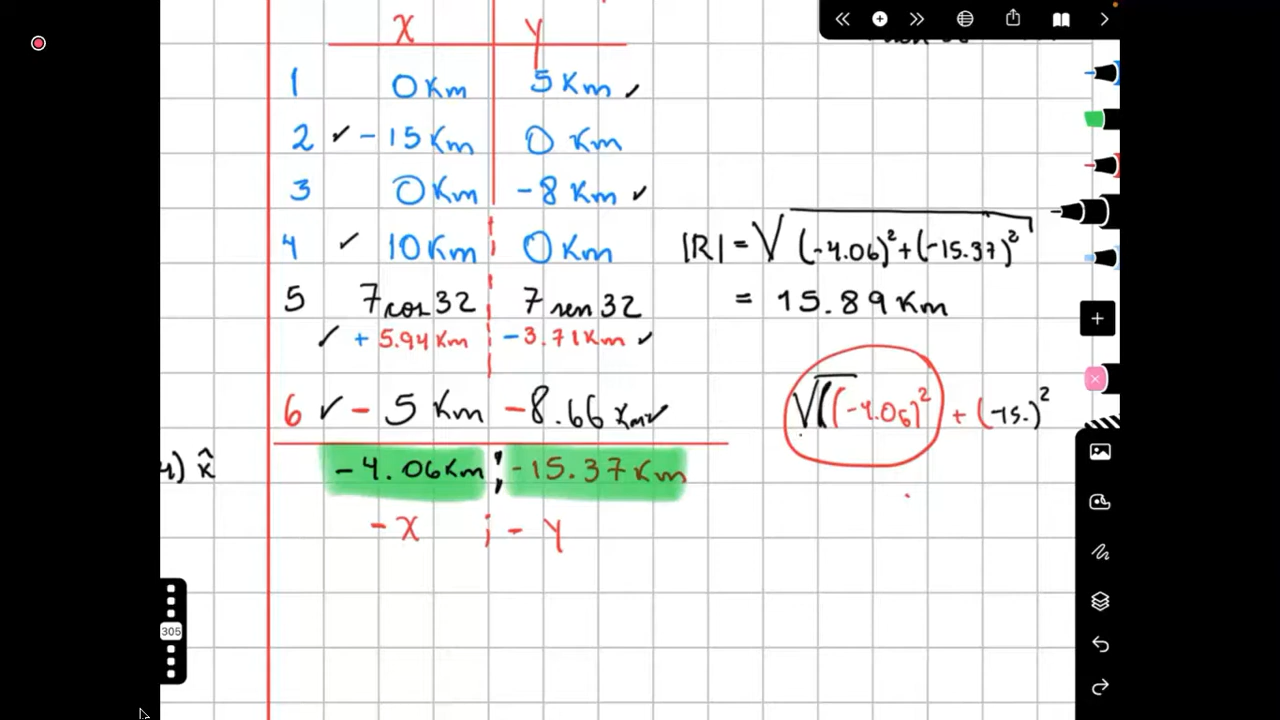 X Y
1 0 Km 5 Km ✓
2 ✓ -15 Km 0 Km
3 0 Km -8 Km ✓
4 ✓ 10 Km 0 Km
|R| = √(-4.06)²+(-15.37)²
5 7 cos 32 7 sen 32
= 15.89 Km
✓ + 5.94 Km -3.71 Km ✓
6 ✓ - 5 Km -8.66 Km ✓
√((-4.06)² + (-15.)²
4) k̂ -4.06 Km ; -15.37 Km
- X ; - Y
305